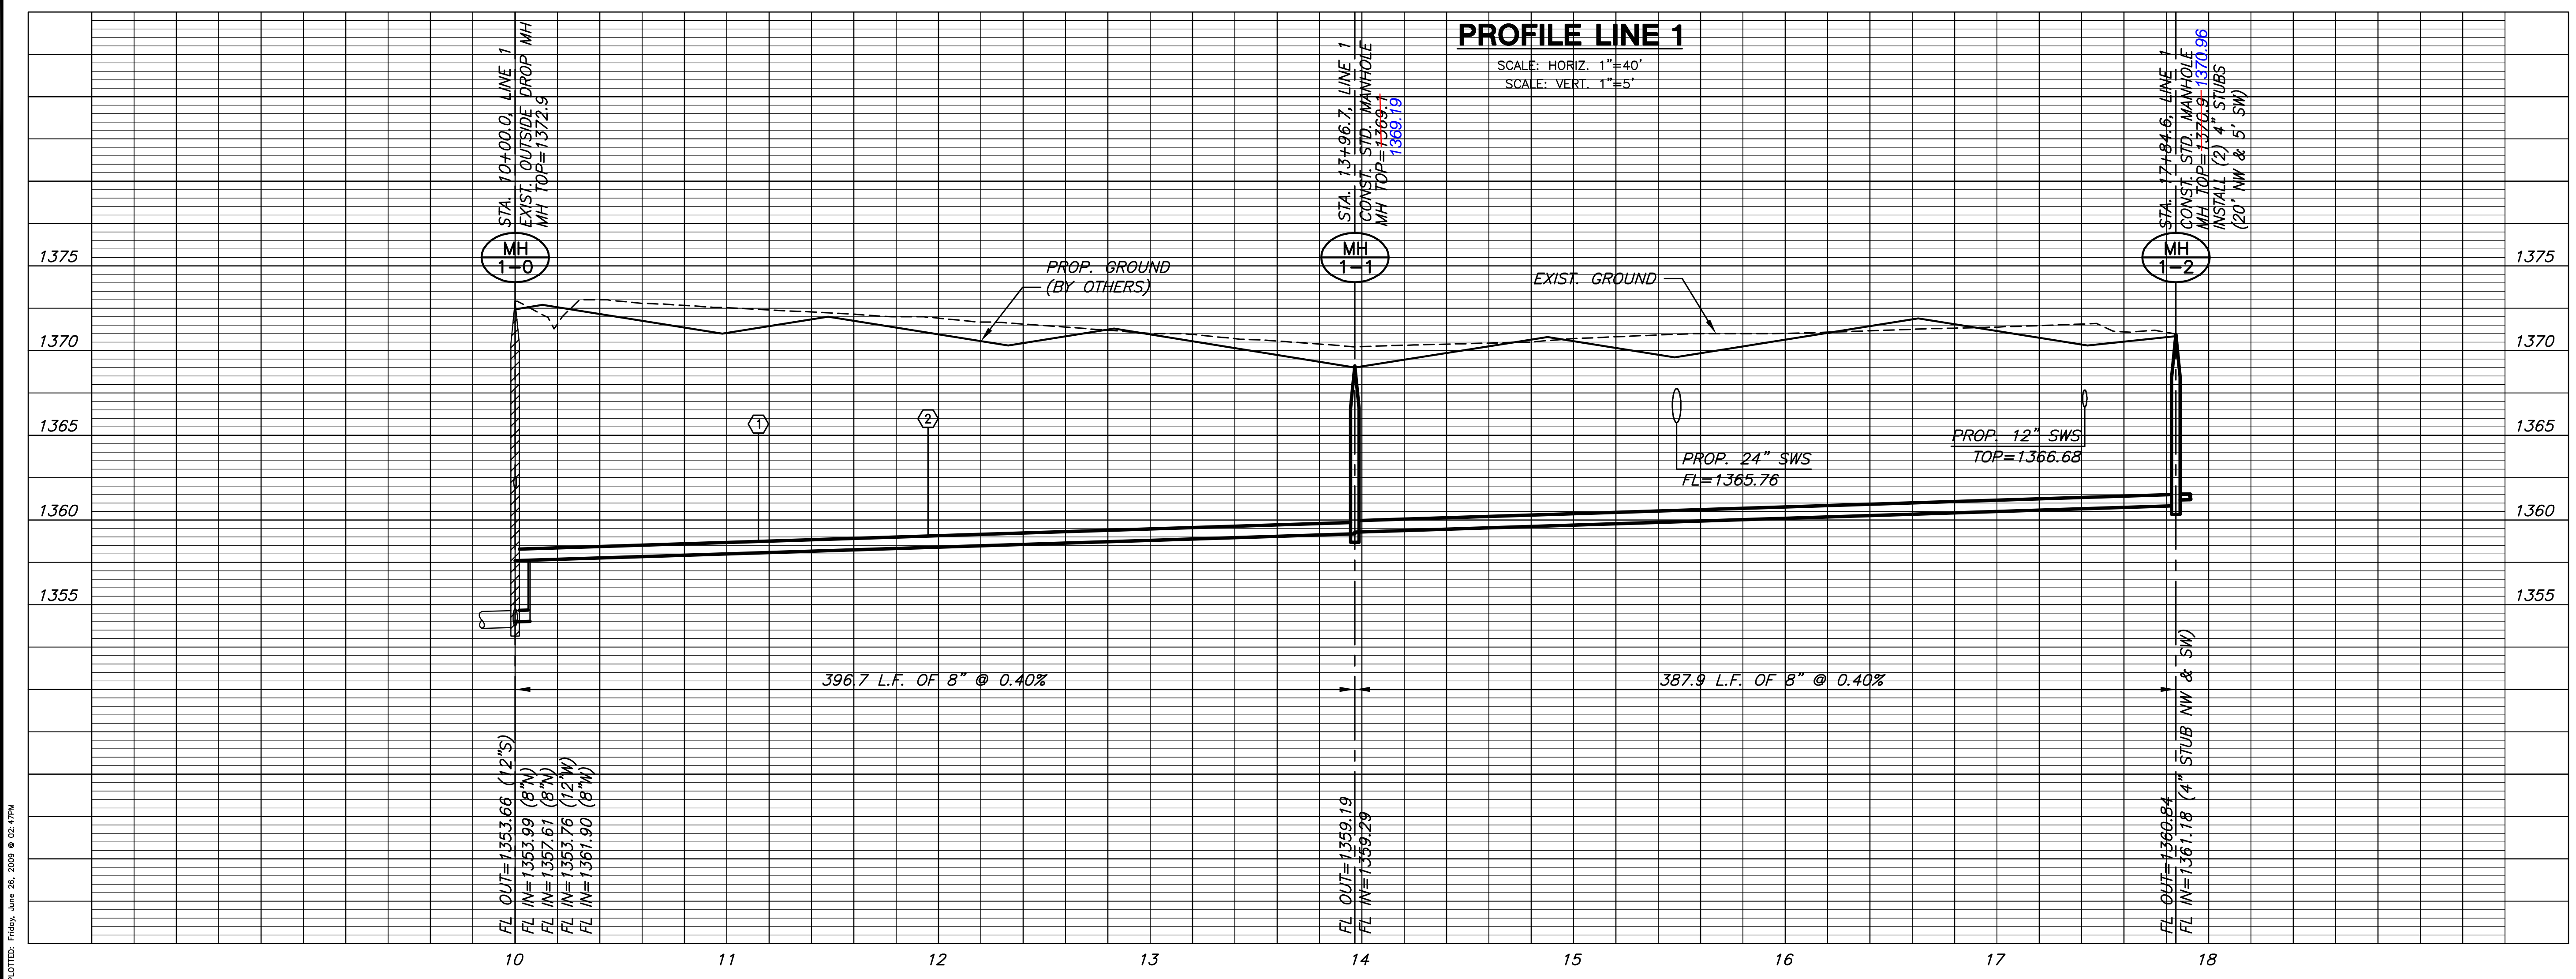 PROFILE LINE 1
SCALE: HORIZ. 1"=40'
SCALE: VERT. 1"=5'
STA. 10+00.0, LINE 1
EXIST. OUTSIDE DROP MH
MH TOP=1372.9
STA. 13+96.7, LINE 1
CONST. STD. MANHOLE
MH TOP=1369.1
1369.19
STA. 17+84.6, LINE 1
CONST. STD. MANHOLE
MH TOP=1370.9 1370.96
INSTALL (2) 4" STUBS
(20' NW & 5' SW)
MH
1-0
MH
1-1
MH
1-2
1375
1375
PROP. GROUND
(BY OTHERS)
EXIST. GROUND
1370
1370
1
2
1365
1365
PROP. 24" SWS
FL=1365.76
PROP. 12" SWS
TOP=1366.68
1360
1360
1355
1355
396.7 L.F. OF 8" @ 0.40%
387.9 L.F. OF 8" @ 0.40%
FL OUT=1353.66 (12"S)
FL IN=1353.99 (8"N)
FL IN=1357.61 (8"N)
FL IN=1353.76 (12"W)
FL IN=1361.90 (8"W)
FL OUT=1359.19
FL IN=1359.29
FL OUT=1360.84
FL IN=1361.18 (4" STUB NW & SW)
10
11
12
13
14
15
16
17
18
PLOTTED: Friday, June 26, 2009 @ 02:47PM